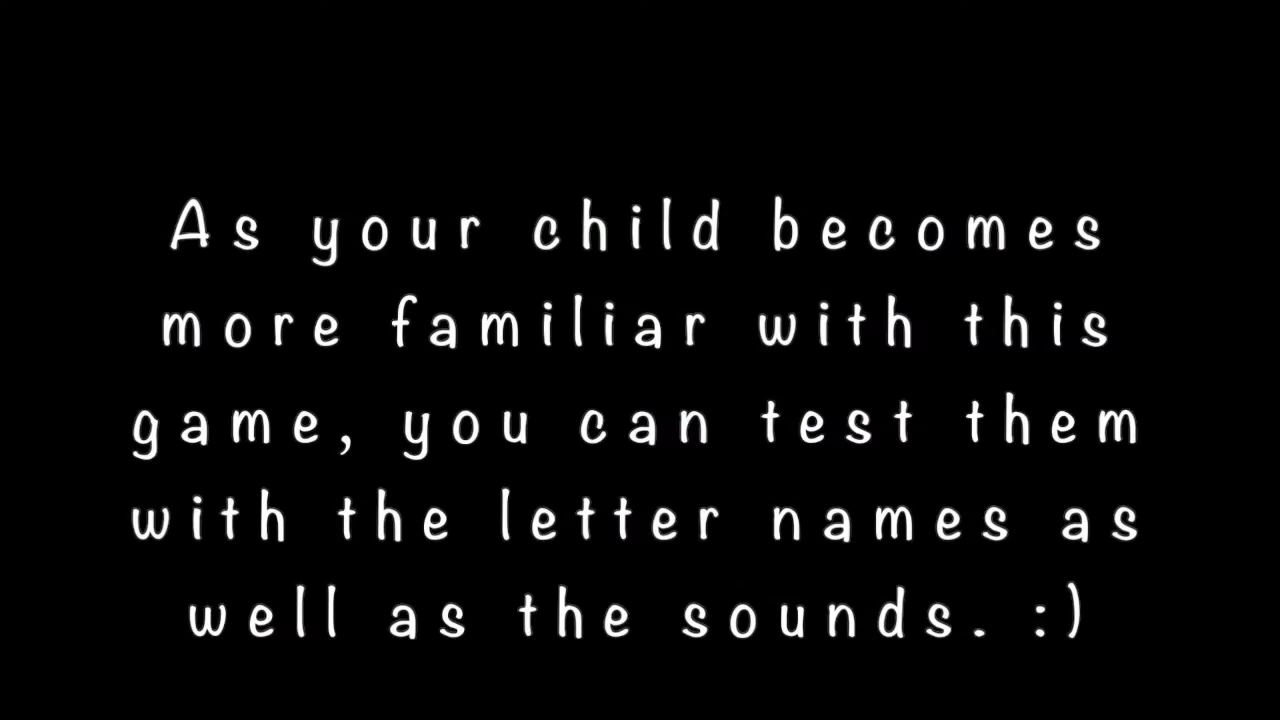 As your child becomes
more familiar with this
game, you can test them
with the letter names as
well as the sounds. :)